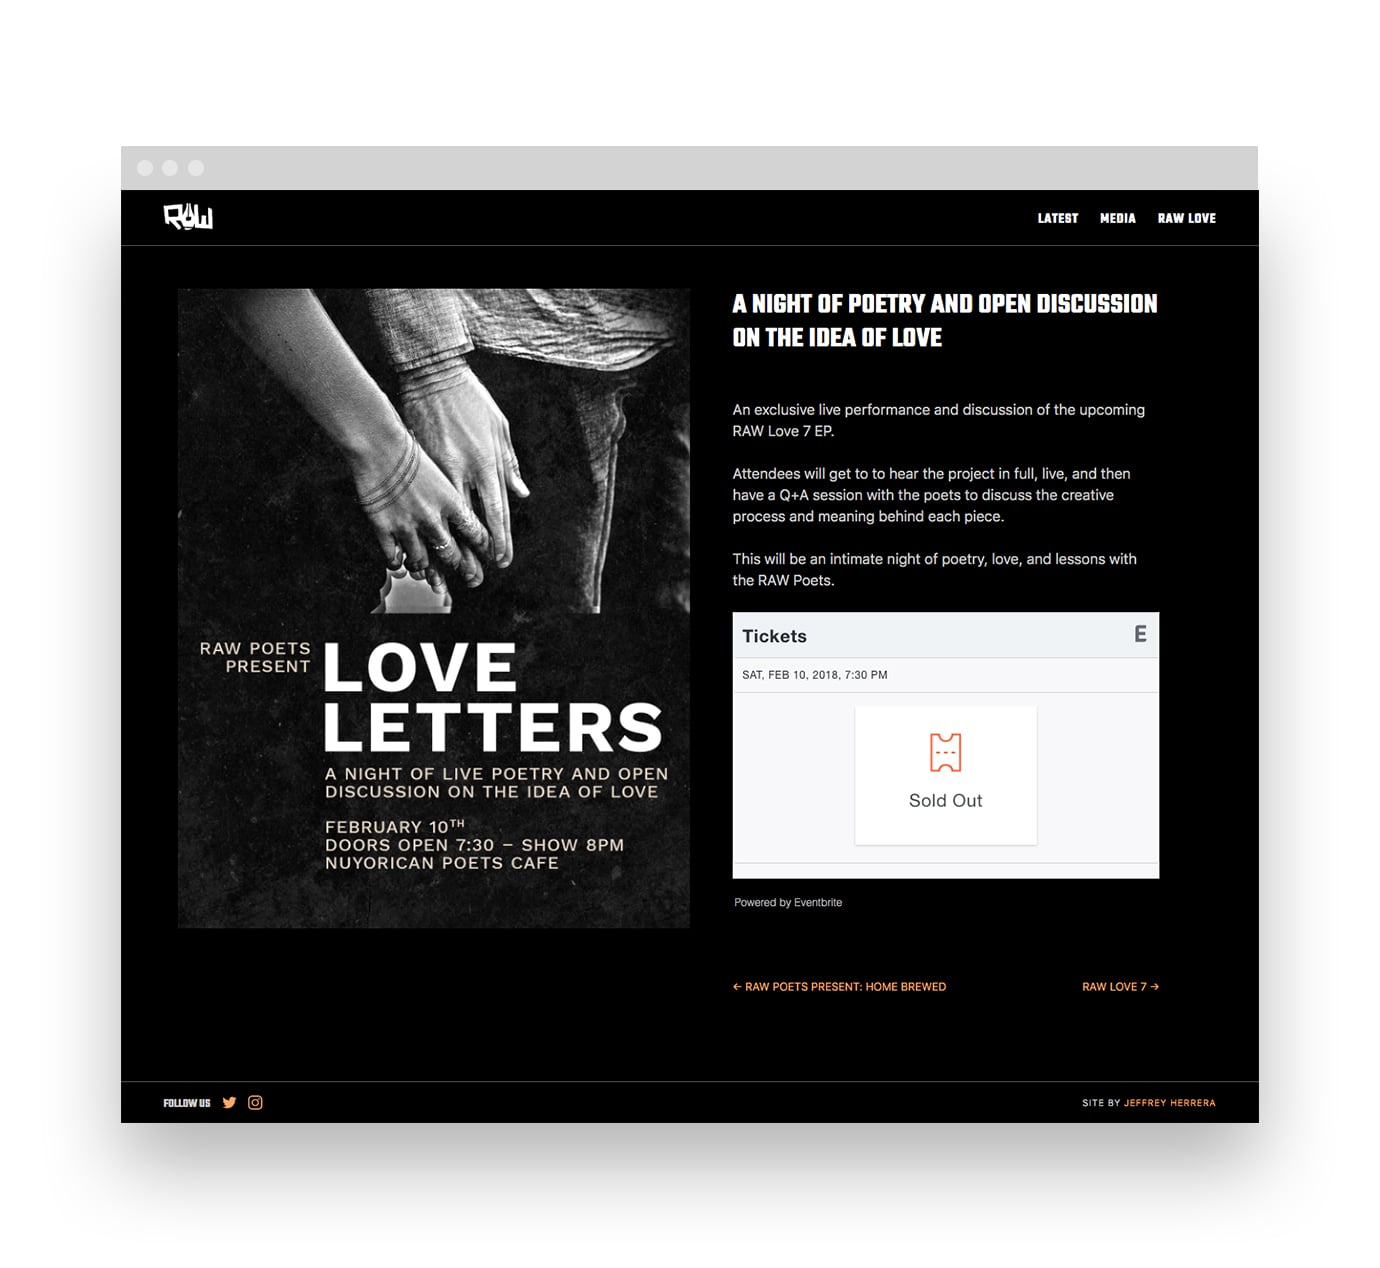 RAW
LATEST MEDIA RAW LOVE
RAW POETS
PRESENT
LOVE
LETTERS
A NIGHT OF LIVE POETRY AND OPEN
DISCUSSION ON THE IDEA OF LOVE
FEBRUARY 10TH
DOORS OPEN 7:30 – SHOW 8PM
NUYORICAN POETS CAFE
A NIGHT OF POETRY AND OPEN DISCUSSION
ON THE IDEA OF LOVE
An exclusive live performance and discussion of the upcoming
RAW Love 7 EP.
Attendees will get to to hear the project in full, live, and then
have a Q+A session with the poets to discuss the creative
process and meaning behind each piece.
This will be an intimate night of poetry, love, and lessons with
the RAW Poets.
Tickets E
SAT, FEB 10, 2018, 7:30 PM
Sold Out
Powered by Eventbrite
← RAW POETS PRESENT: HOME BREWED RAW LOVE 7 →
FOLLOW US
SITE BY JEFFREY HERRERA